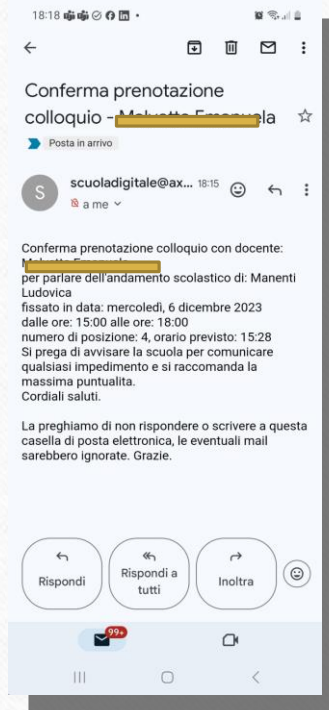 18:18
Conferma prenotazione
colloquio -
Posta in arrivo
S
scuoladigitale@ax... 18:15
a me
Conferma prenotazione colloquio con docente:
per parlare dell'andamento scolastico di: Manenti
Ludovica
fissato in data: mercoledì, 6 dicembre 2023
dalle ore: 15:00 alle ore: 18:00
numero di posizione: 4, orario previsto: 15:28
Si prega di avvisare la scuola per comunicare
qualsiasi impedimento e si raccomanda la
massima puntualita.
Cordiali saluti.
La preghiamo di non rispondere o scrivere a questa
casella di posta elettronica, le eventuali mail
sarebbero ignorate. Grazie.
Rispondi
Rispondi a
tutti
Inoltra
99+